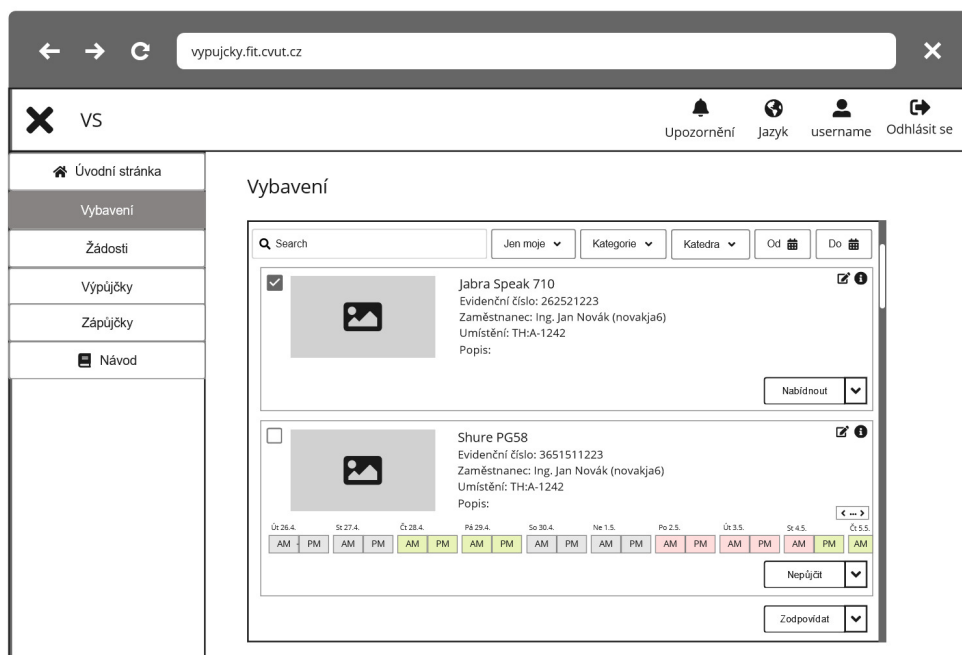 vypujcky.fit.cvut.cz
VS
Upozornění
Jazyk
username
Odhlásit se
Úvodní stránka
Vybavení
Žádosti
Výpůjčky
Zápůjčky
Návod
Vybavení
Search
Jen moje
Kategorie
Katedra
Od
Do
Jabra Speak 710
Evidenční číslo: 262521223
Zaměstnanec: Ing. Jan Novák (novakja6)
Umístění: TH:A-1242
Popis:
Nabídnout
Shure PG58
Evidenční číslo: 3651511223
Zaměstnanec: Ing. Jan Novák (novakja6)
Umístění: TH:A-1242
Popis:
Út 26.4. St 27.4. Čt 28.4. Pá 29.4. So 30.4. Ne 1.5. Po 2.5. Út 3.5. St 4.5. Čt 5.5.
AM PM AM PM AM PM AM PM AM PM AM PM AM PM AM PM AM PM AM
Nepůjčit
Zodpovídat